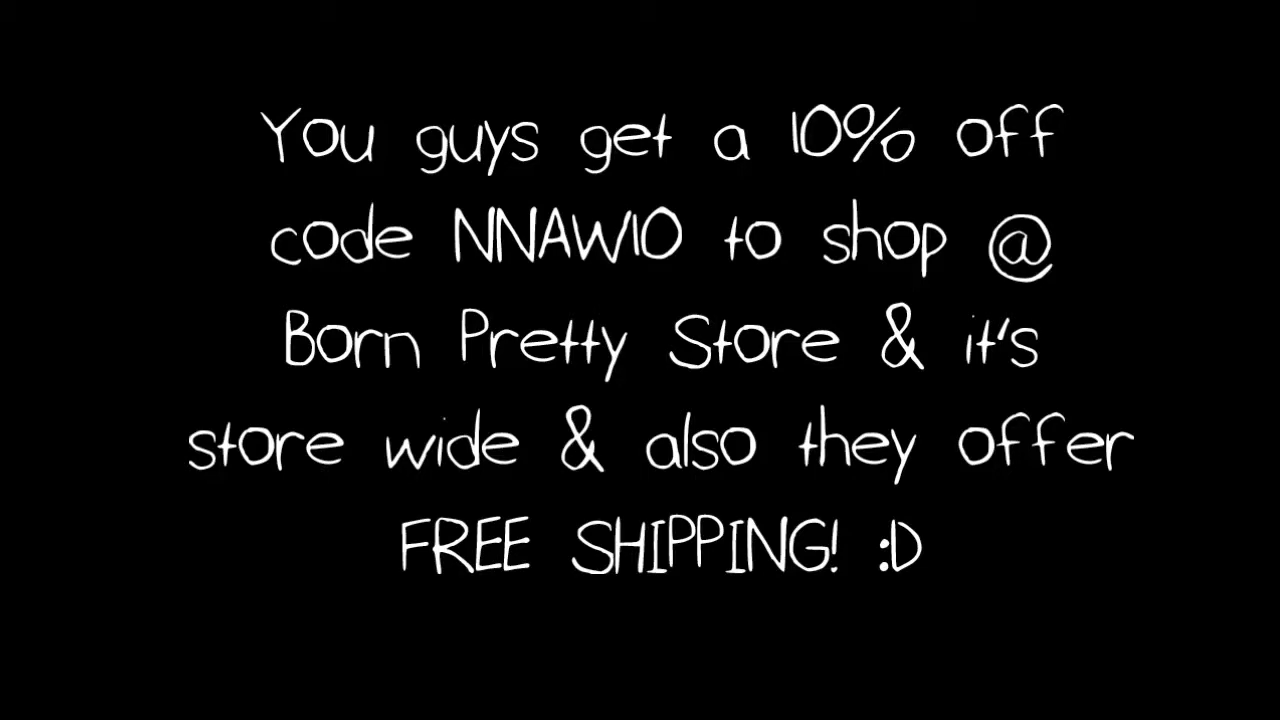 You guys get a 10% off
code NNAW10 to shop @
Born Pretty Store & it's
store wide & also they offer
FREE SHIPPING! :D